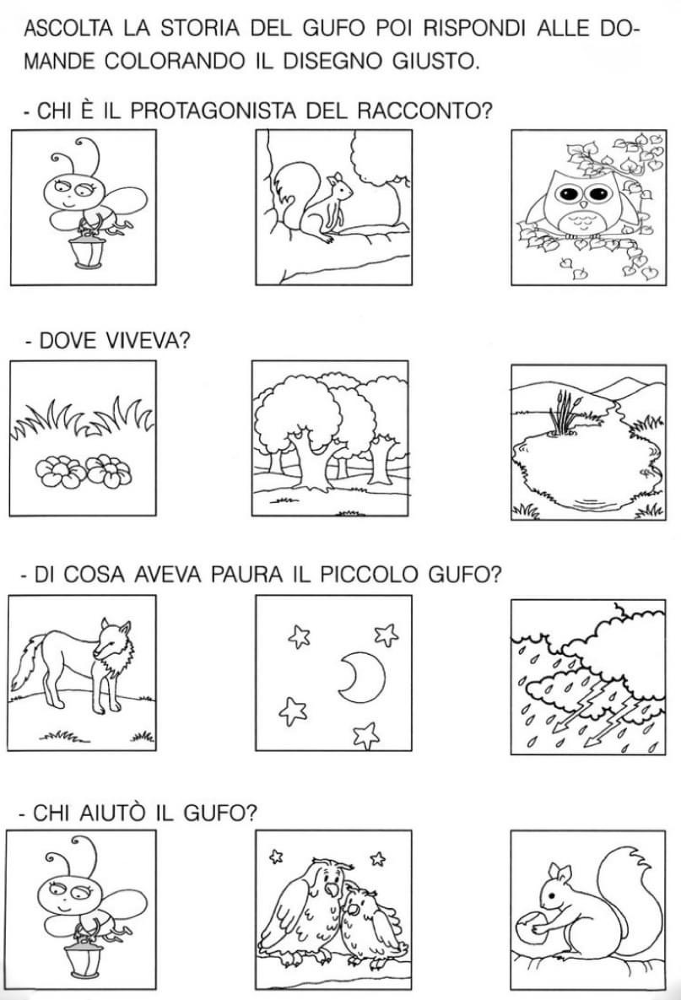 ASCOLTA LA STORIA DEL GUFO POI RISPONDI ALLE DO-
MANDE COLORANDO IL DISEGNO GIUSTO.
- CHI È IL PROTAGONISTA DEL RACCONTO?
- DOVE VIVEVA?
- DI COSA AVEVA PAURA IL PICCOLO GUFO?
- CHI AIUTÒ IL GUFO?